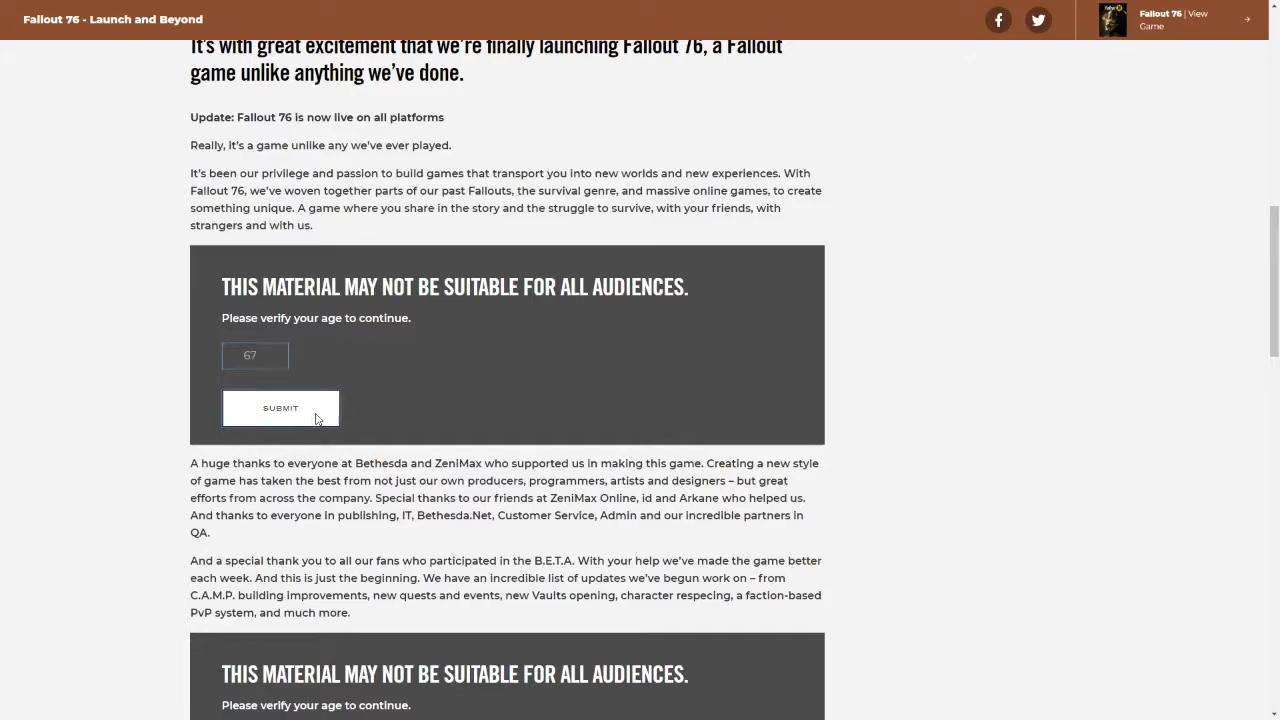 Fallout 76 - Launch and Beyond
Fallout 76 | View
Game
It's with great excitement that we're finally launching Fallout 76, a Fallout
game unlike anything we've done.
Update: Fallout 76 is now live on all platforms
Really, it's a game unlike any we've ever played.
It's been our privilege and passion to build games that transport you into new worlds and new experiences. With
Fallout 76, we've woven together parts of our past Fallouts, the survival genre, and massive online games, to create
something unique. A game where you share in the story and the struggle to survive, with your friends, with
strangers and with us.
THIS MATERIAL MAY NOT BE SUITABLE FOR ALL AUDIENCES.
Please verify your age to continue.
67
SUBMIT
A huge thanks to everyone at Bethesda and ZeniMax who supported us in making this game. Creating a new style
of game has taken the best from not just our own producers, programmers, artists and designers – but great
efforts from across the company. Special thanks to our friends at ZeniMax Online, id and Arkane who helped us.
And thanks to everyone in publishing, IT, Bethesda.Net, Customer Service, Admin and our incredible partners in
QA.
And a special thank you to all our fans who participated in the B.E.T.A. With your help we've made the game better
each week. And this is just the beginning. We have an incredible list of updates we've begun work on – from
C.A.M.P. building improvements, new quests and events, new Vaults opening, character respecing, a faction-based
PvP system, and much more.
THIS MATERIAL MAY NOT BE SUITABLE FOR ALL AUDIENCES.
Please verify your age to continue.